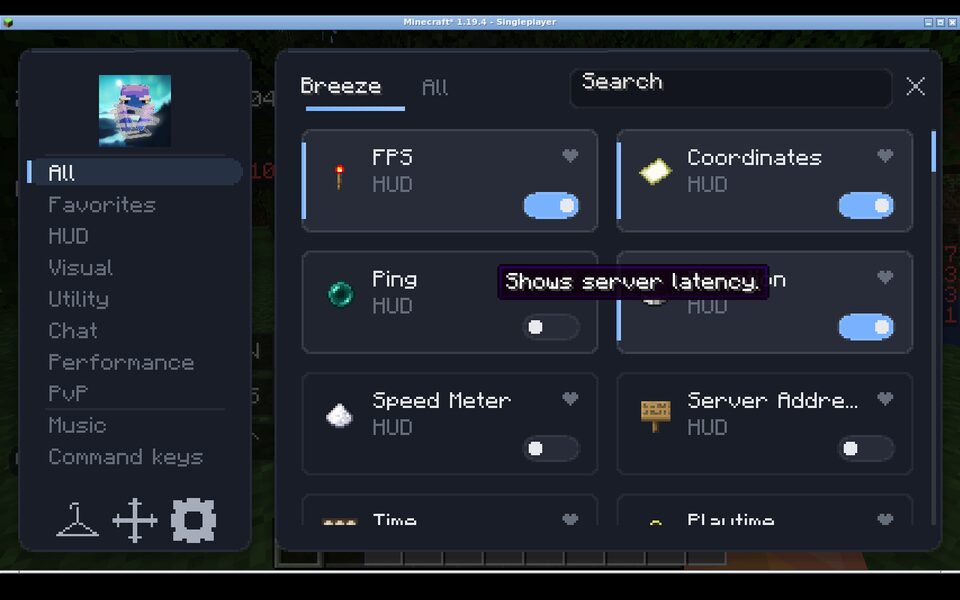 Minecraft* 1.19.4 - Singleplayer
Breeze
All
Search
All
Favorites
HUD
Visual
Utility
Chat
Performance
PvP
Music
Command keys
FPS
HUD
Coordinates
HUD
Ping
HUD
Shows server latency.
HUD
Speed Meter
HUD
Server Addre...
HUD
Time
Playtime